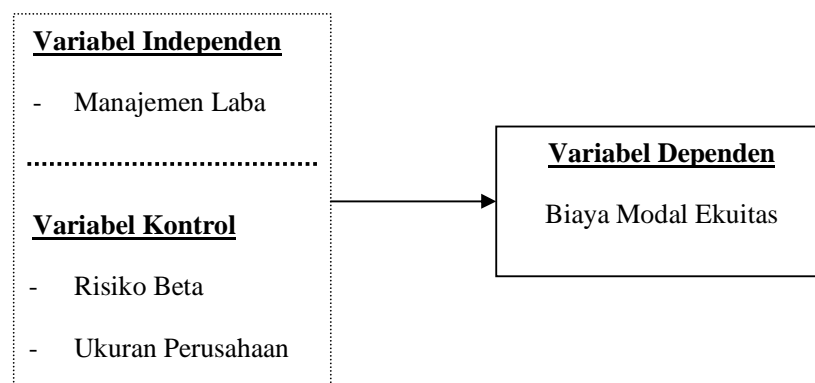 Variabel Independen
- Manajemen Laba
Variabel Kontrol
- Risiko Beta
- Ukuran Perusahaan
Variabel Dependen
Biaya Modal Ekuitas